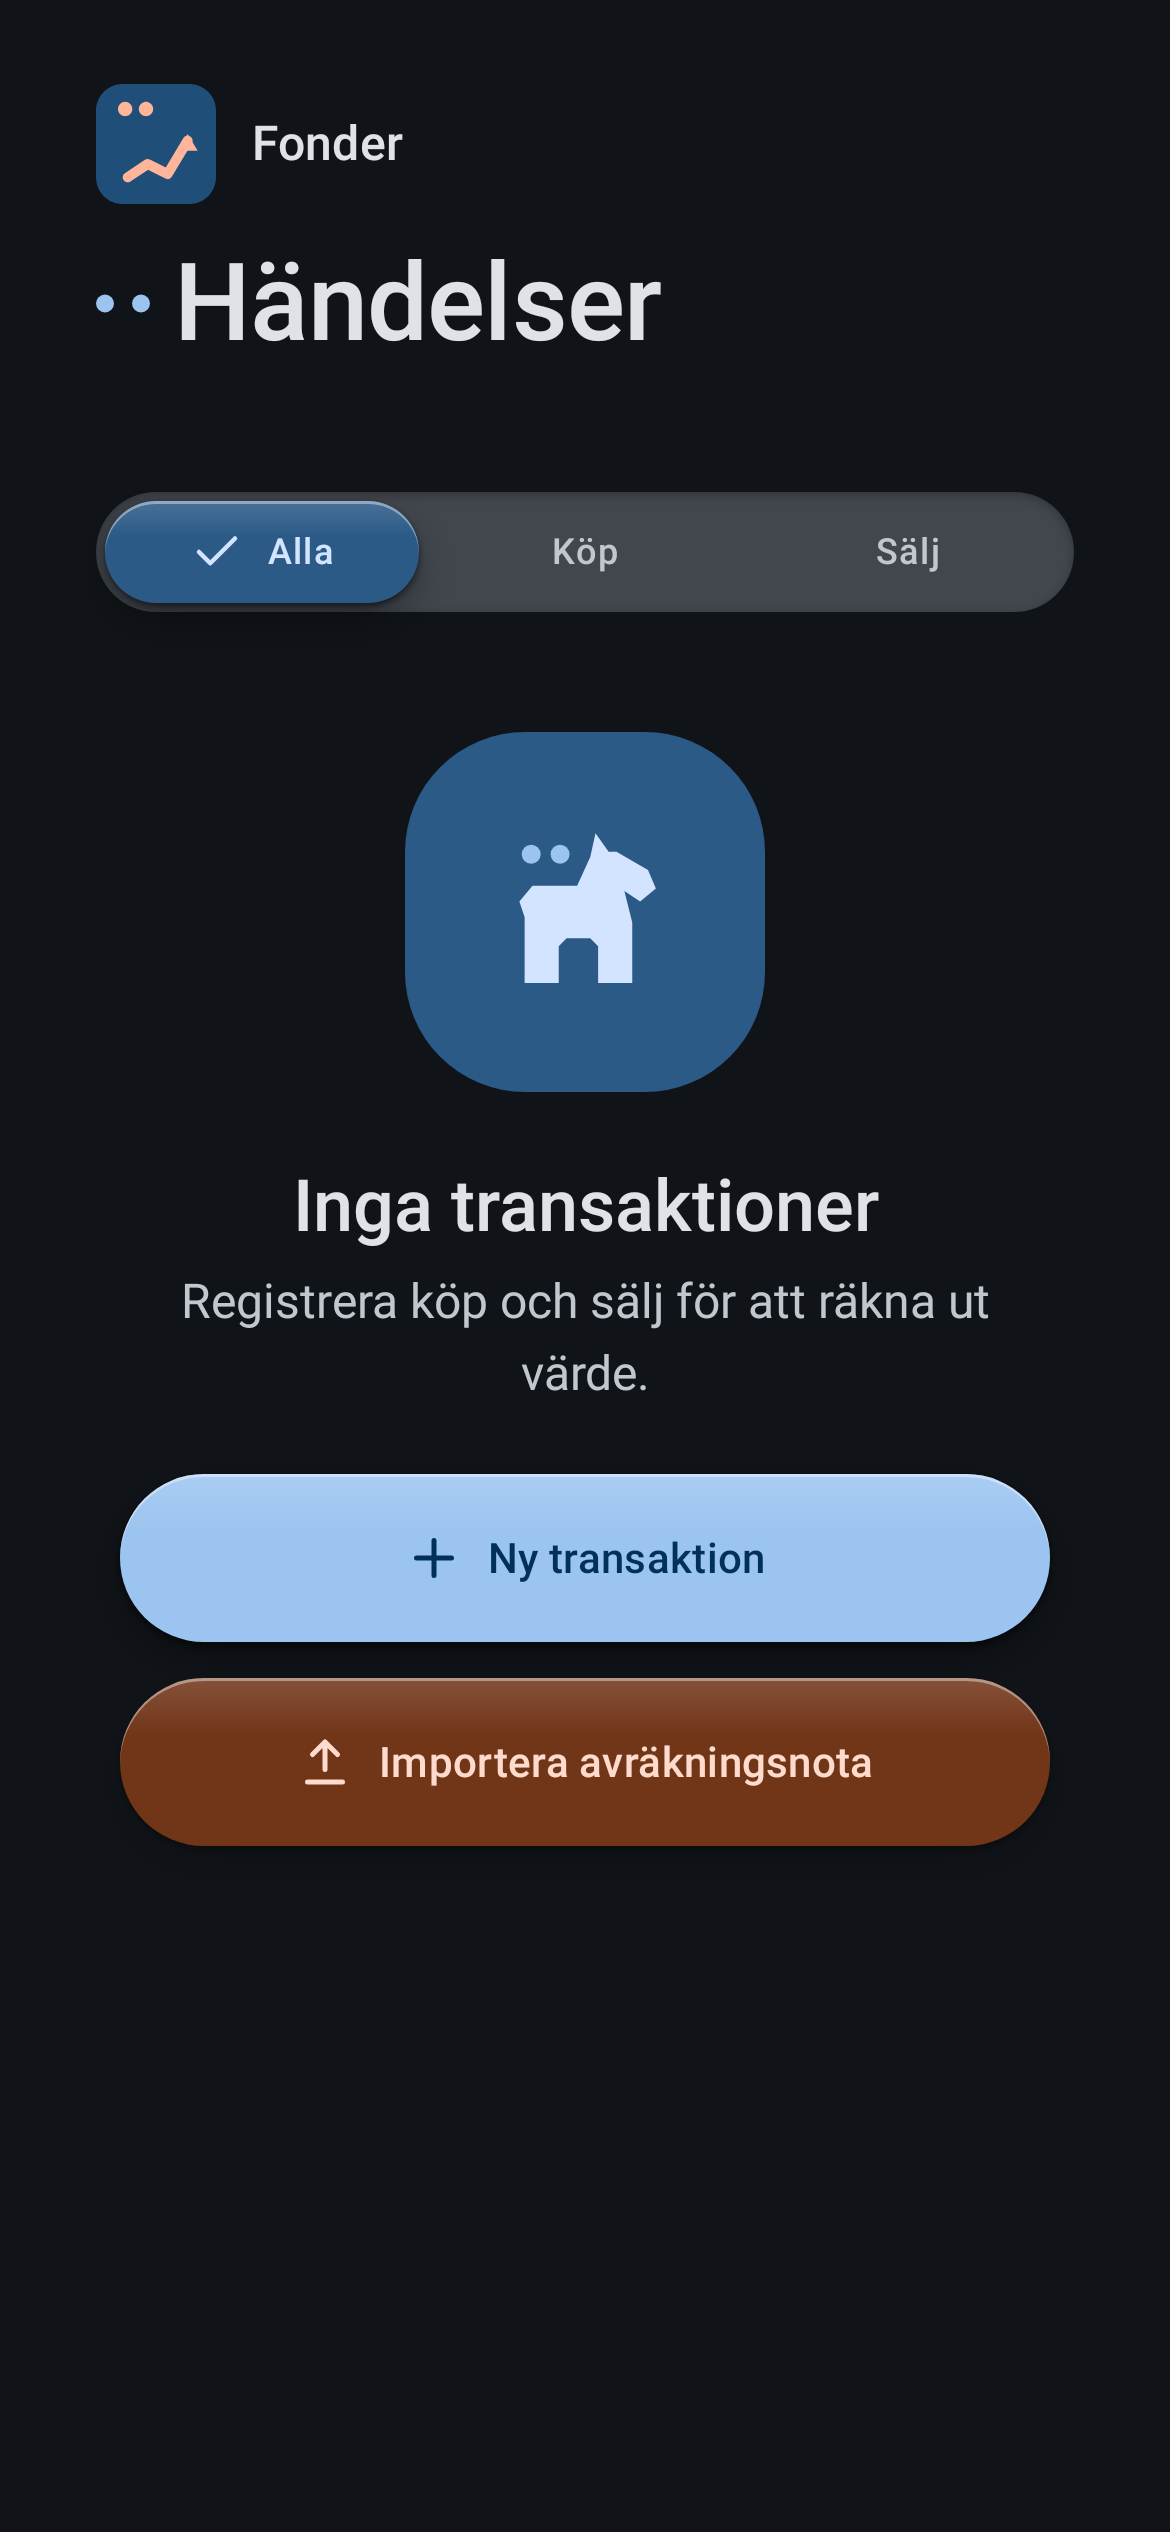 Fonder
Händelser
Alla
Köp
Sälj
Inga transaktioner
Registrera köp och sälj för att räkna ut
värde.
Ny transaktion
Importera avräkningsnota